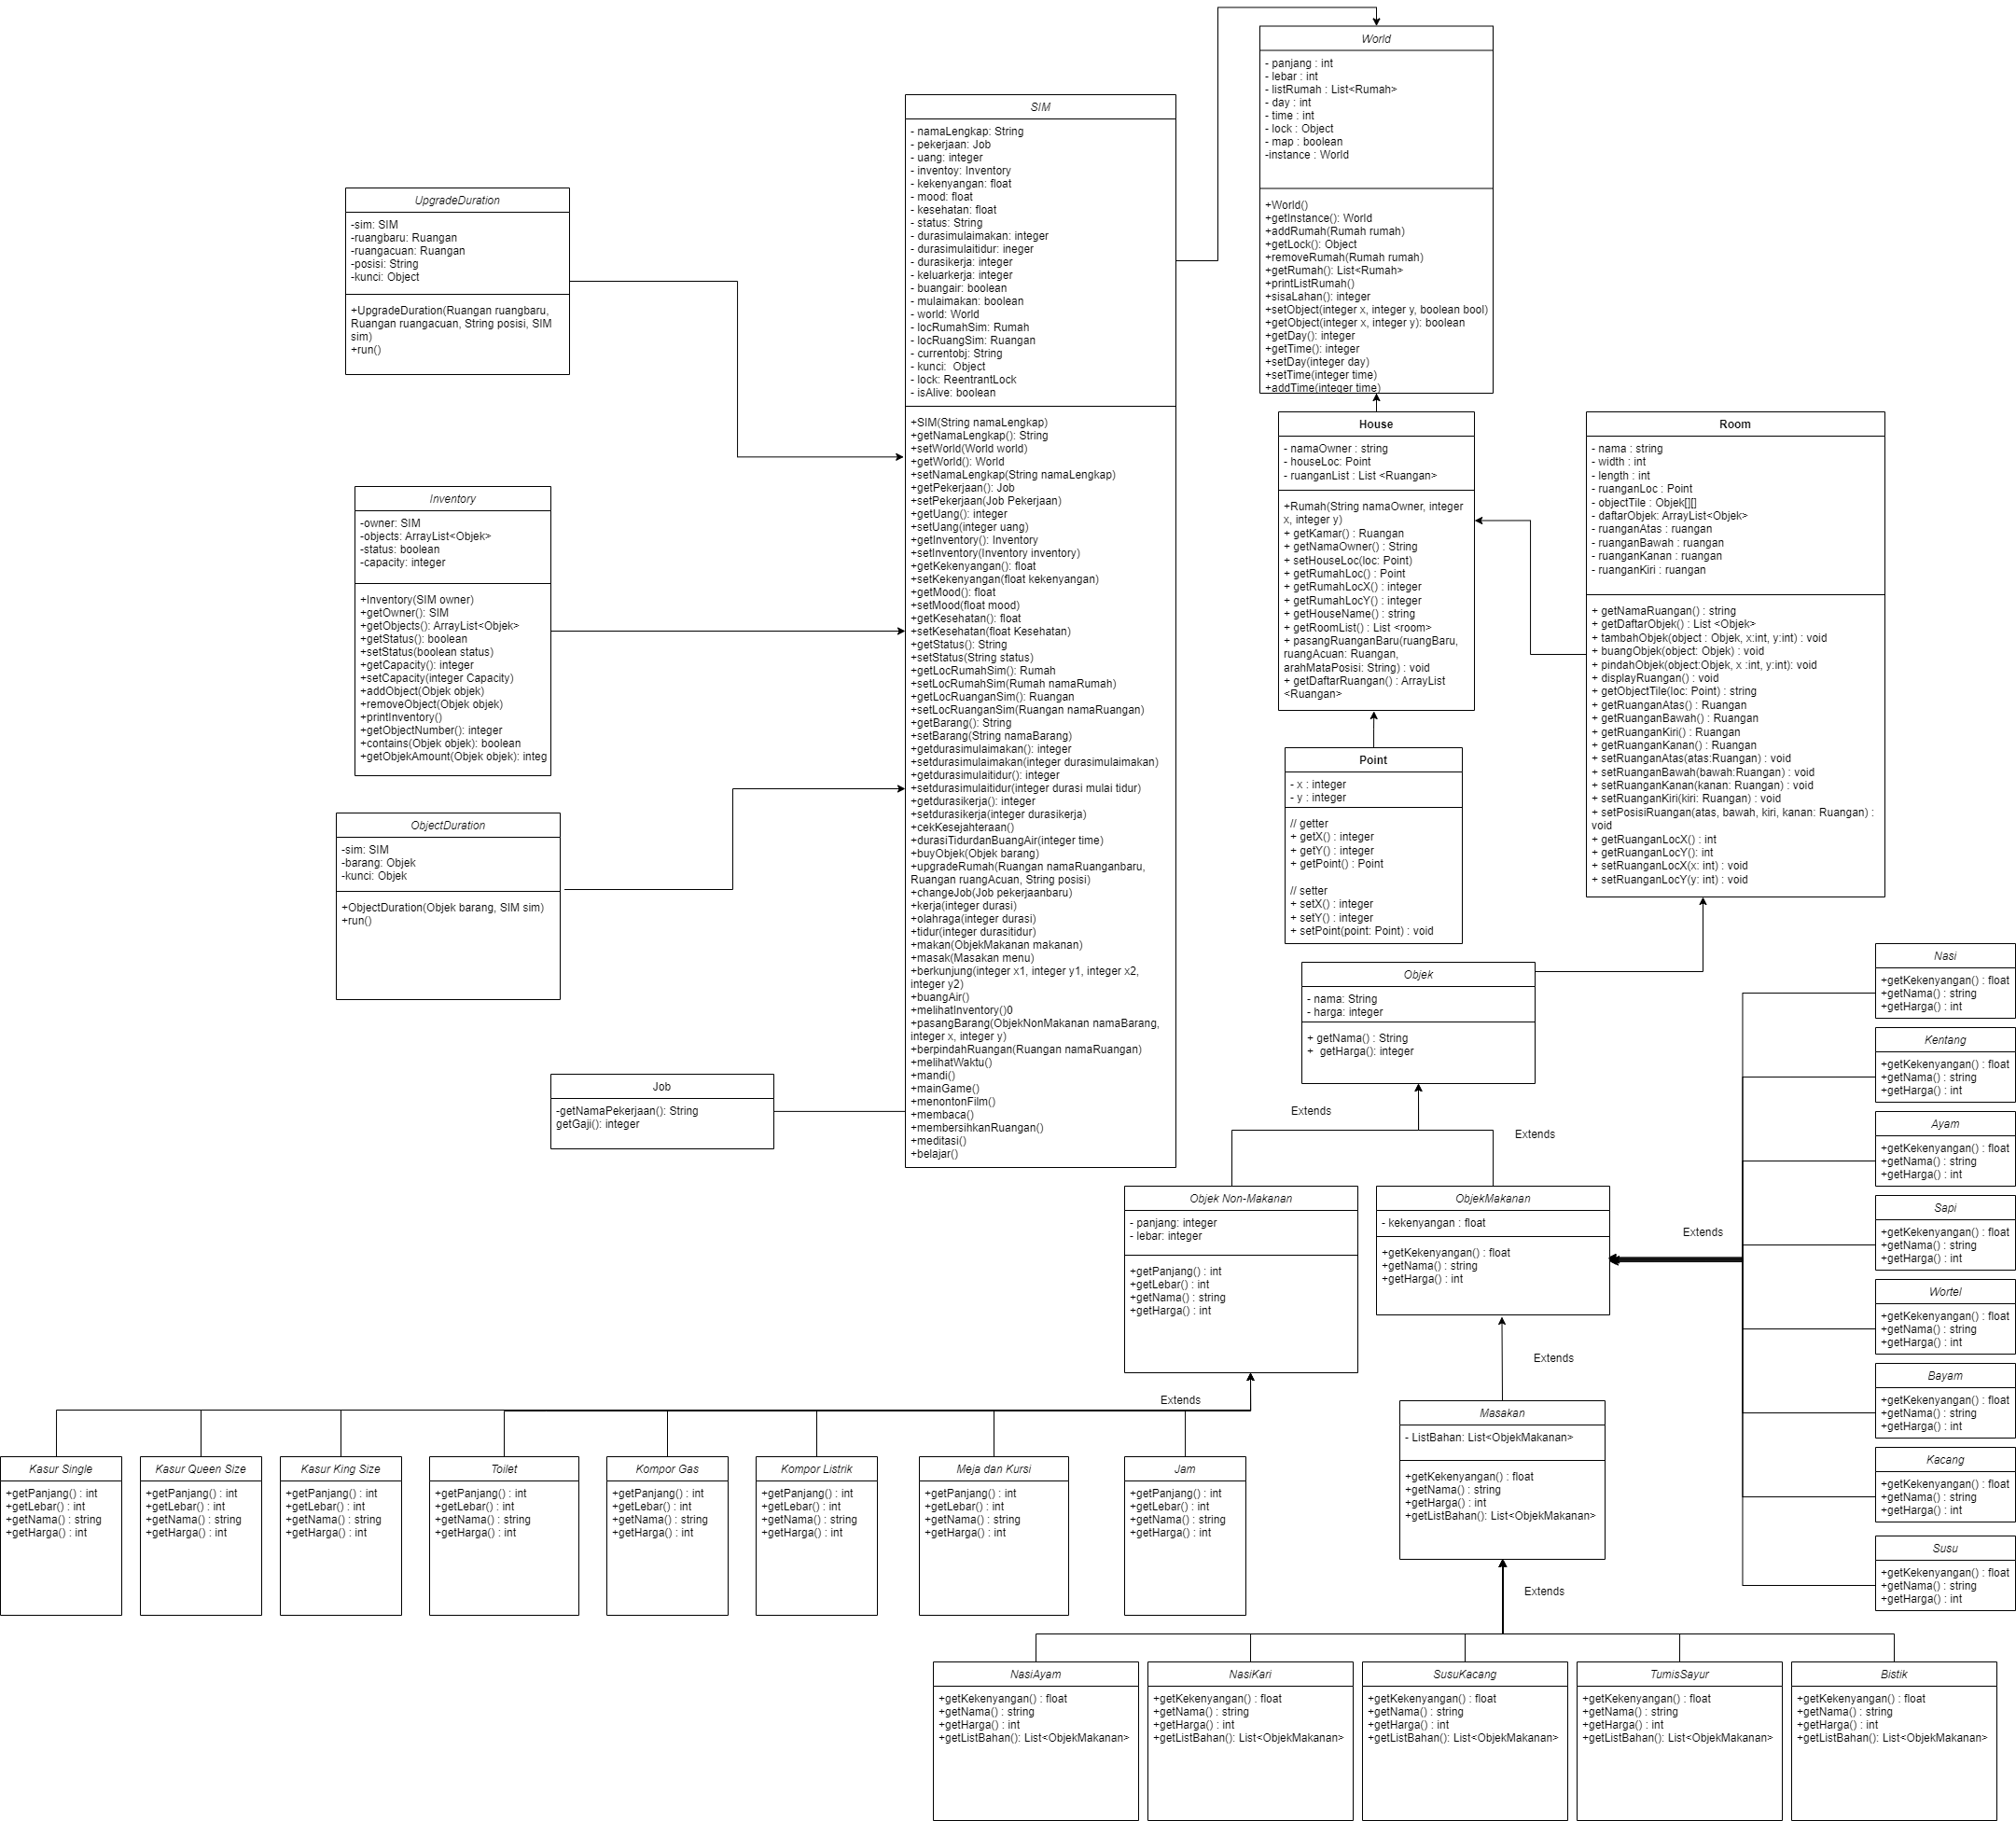 World
- panjang : int
- lebar : int
- listRumah : List<Rumah>
- day : int
- time : int
- lock : Object
- map : boolean
-instance : World
+World()
+getInstance(): World
+addRumah(Rumah rumah)
+getLock(): Object
+removeRumah(Rumah rumah)
+getRumah(): List<Rumah>
+printListRumah()
+sisaLahan(): integer
+setObject(integer x, integer y, boolean bool)
+getObject(integer x, integer y): boolean
+getDay(): integer
+getTime(): integer
+setDay(integer day)
+setTime(integer time)
+addTime(integer time)
SIM
- namaLengkap: String
- pekerjaan: Job
- uang: integer
- inventoy: Inventory
- kekenyangan: float
- mood: float
- kesehatan: float
- status: String
- durasimulaimakan: integer
- durasimulaitidur: ineger
- durasikerja: integer
- keluarkerja: integer
- buangair: boolean
- mulaimakan: boolean
- world: World
- locRumahSim: Rumah
- locRuangSim: Ruangan
- currentobj: String
- kunci:  Object
- lock: ReentrantLock
- isAlive: boolean
+SIM(String namaLengkap)
+getNamaLengkap(): String
+setWorld(World world)
+getWorld(): World
+setNamaLengkap(String namaLengkap)
+getPekerjaan(): Job
+setPekerjaan(Job Pekerjaan)
+getUang(): integer
+setUang(integer uang)
+getInventory(): Inventory
+setInventory(Inventory inventory)
+getKekenyangan(): float
+setKekenyangan(float kekenyangan)
+getMood(): float
+setMood(float mood)
+getKesehatan(): float
+setKesehatan(float Kesehatan)
+getStatus(): String
+setStatus(String status)
+getLocRumahSim(): Rumah
+setLocRumahSim(Rumah namaRumah)
+getLocRuanganSim(): Ruangan
+setLocRuanganSim(Ruangan namaRuangan)
+getBarang(): String
+setBarang(String namaBarang)
+getdurasimulaimakan(): integer
+setdurasimulaimakan(integer durasimulaimakan)
+getdurasimulaitidur(): integer
+setdurasimulaitidur(integer durasi mulai tidur)
+getdurasikerja(): integer
+setdurasikerja(integer durasikerja)
+cekKesejahteraan()
+durasiTidurdanBuangAir(integer time)
+buyObjek(Objek barang)
+upgradeRumah(Ruangan namaRuanganbaru,
Ruangan ruangAcuan, String posisi)
+changeJob(Job pekerjaanbaru)
+kerja(integer durasi)
+olahraga(integer durasi)
+tidur(integer durasitidur)
+makan(ObjekMakanan makanan)
+masak(Masakan menu)
+berkunjung(integer x1, integer y1, integer x2,
integer y2)
+buangAir()
+melihatInventory()0
+pasangBarang(ObjekNonMakanan namaBarang,
integer x, integer y)
+berpindahRuangan(Ruangan namaRuangan)
+melihatWaktu()
+mandi()
+mainGame()
+menontonFilm()
+membaca()
+membersihkanRuangan()
+meditasi()
+belajar()
UpgradeDuration
-sim: SIM
-ruangbaru: Ruangan
-ruangacuan: Ruangan
-posisi: String
-kunci: Object
+UpgradeDuration(Ruangan ruangbaru,
Ruangan ruangacuan, String posisi, SIM
sim)
+run()
Inventory
-owner: SIM
-objects: ArrayList<Objek>
-status: boolean
-capacity: integer
+Inventory(SIM owner)
+getOwner(): SIM
+getObjects(): ArrayList<Objek>
+getStatus(): boolean
+setStatus(boolean status)
+getCapacity(): integer
+setCapacity(integer Capacity)
+addObject(Objek objek)
+removeObject(Objek objek)
+printInventory()
+getObjectNumber(): integer
+contains(Objek objek): boolean
+getObjekAmount(Objek objek): integ
ObjectDuration
-sim: SIM
-barang: Objek
-kunci: Objek
+ObjectDuration(Objek barang, SIM sim)
+run()
Job
-getNamaPekerjaan(): String
getGaji(): integer
House
- namaOwner : string
- houseLoc: Point
- ruanganList : List <Ruangan>
+Rumah(String namaOwner, integer
x, integer y)
+ getKamar() : Ruangan
+ getNamaOwner() : String
+ setHouseLoc(loc: Point)
+ getRumahLoc() : Point
+ getRumahLocX() : integer
+ getRumahLocY() : integer
+ getHouseName() : string
+ getRoomList() : List <room>
+ pasangRuanganBaru(ruangBaru,
ruangAcuan: Ruangan,
arahMataPosisi: String) : void
+ getDaftarRuangan() : ArrayList
<Ruangan>
Room
- nama : string
- width : int
- length : int
- ruanganLoc : Point
- objectTile : Objek[][]
- daftarObjek: ArrayList<Objek>
- ruanganAtas : ruangan
- ruanganBawah : ruangan
- ruanganKanan : ruangan
- ruanganKiri : ruangan
+ getNamaRuangan() : string
+ getDaftarObjek() : List <Objek>
+ tambahObjek(object : Objek, x:int, y:int) : void
+ buangObjek(object: Objek) : void
+ pindahObjek(object:Objek, x :int, y:int): void
+ displayRuangan() : void
+ getObjectTile(loc: Point) : string
+ getRuanganAtas() : Ruangan
+ getRuanganBawah() : Ruangan
+ getRuanganKiri() : Ruangan
+ getRuanganKanan() : Ruangan
+ setRuanganAtas(atas:Ruangan) : void
+ setRuanganBawah(bawah:Ruangan) : void
+ setRuanganKanan(kanan: Ruangan) : void
+ setRuanganKiri(kiri: Ruangan) : void
+ setPosisiRuangan(atas, bawah, kiri, kanan: Ruangan) :
void
+ getRuanganLocX() : int
+ getRuanganLocY(): int
+ setRuanganLocX(x: int) : void
+ setRuanganLocY(y: int) : void
Point
- x : integer
- y : integer
// getter
+ getX() : integer
+ getY() : integer
+ getPoint() : Point
// setter
+ setX() : integer
+ setY() : integer
+ setPoint(point: Point) : void
Objek
- nama: String
- harga: integer
+ getNama() : String
+  getHarga(): integer
Extends
Extends
Objek Non-Makanan
- panjang: integer
- lebar: integer
+getPanjang() : int
+getLebar() : int
+getNama() : string
+getHarga() : int
ObjekMakanan
- kekenyangan : float
+getKekenyangan() : float
+getNama() : string
+getHarga() : int
Extends
Nasi
+getKekenyangan() : float
+getNama() : string
+getHarga() : int
Kentang
+getKekenyangan() : float
+getNama() : string
+getHarga() : int
Ayam
+getKekenyangan() : float
+getNama() : string
+getHarga() : int
Sapi
+getKekenyangan() : float
+getNama() : string
+getHarga() : int
Wortel
+getKekenyangan() : float
+getNama() : string
+getHarga() : int
Bayam
+getKekenyangan() : float
+getNama() : string
+getHarga() : int
Kacang
+getKekenyangan() : float
+getNama() : string
+getHarga() : int
Susu
+getKekenyangan() : float
+getNama() : string
+getHarga() : int
Extends
Masakan
- ListBahan: List<ObjekMakanan>
+getKekenyangan() : float
+getNama() : string
+getHarga() : int
+getListBahan(): List<ObjekMakanan>
Extends
Extends
Kasur Single
+getPanjang() : int
+getLebar() : int
+getNama() : string
+getHarga() : int
Kasur Queen Size
+getPanjang() : int
+getLebar() : int
+getNama() : string
+getHarga() : int
Kasur King Size
+getPanjang() : int
+getLebar() : int
+getNama() : string
+getHarga() : int
Toilet
+getPanjang() : int
+getLebar() : int
+getNama() : string
+getHarga() : int
Kompor Gas
+getPanjang() : int
+getLebar() : int
+getNama() : string
+getHarga() : int
Kompor Listrik
+getPanjang() : int
+getLebar() : int
+getNama() : string
+getHarga() : int
Meja dan Kursi
+getPanjang() : int
+getLebar() : int
+getNama() : string
+getHarga() : int
Jam
+getPanjang() : int
+getLebar() : int
+getNama() : string
+getHarga() : int
NasiAyam
+getKekenyangan() : float
+getNama() : string
+getHarga() : int
+getListBahan(): List<ObjekMakanan>
NasiKari
+getKekenyangan() : float
+getNama() : string
+getHarga() : int
+getListBahan(): List<ObjekMakanan>
SusuKacang
+getKekenyangan() : float
+getNama() : string
+getHarga() : int
+getListBahan(): List<ObjekMakanan>
TumisSayur
+getKekenyangan() : float
+getNama() : string
+getHarga() : int
+getListBahan(): List<ObjekMakanan>
Bistik
+getKekenyangan() : float
+getNama() : string
+getHarga() : int
+getListBahan(): List<ObjekMakanan>